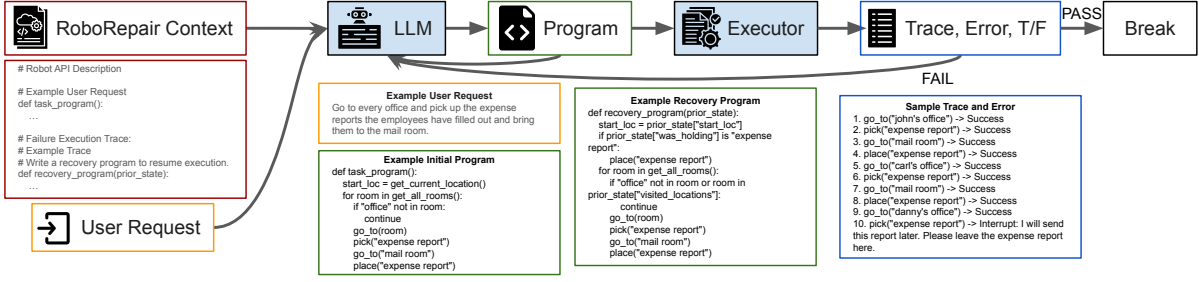 RoboRepair Context
LLM
Program
Executor
Trace, Error, T/F
PASS
Break
FAIL
# Robot API Description
# Example User Request
def task_program():
...
# Failure Execution Trace:
# Example Trace
# Write a recovery program to resume execution.
def recovery_program(prior_state):
...
User Request
Example User Request
Go to every office and pick up the expense
reports the employees have filled out and bring
them to the mail room.
Example Initial Program
def task_program():
start_loc = get_current_location()
for room in get_all_rooms():
if "office" not in room:
continue
go_to(room)
pick("expense report")
go_to("mail room")
place("expense report")
Example Recovery Program
def recovery_program(prior_state):
start_loc = prior_state["start_loc"]
if prior_state["was_holding"] is "expense
report":
place("expense report")
for room in get_all_rooms():
if "office" not in room or room in
prior_state["visited_locations"]:
continue
go_to(room)
pick("expense report")
go_to("mail room")
place("expense report")
Sample Trace and Error
1. go_to("john's office") -> Success
2. pick("expense report") -> Success
3. go_to("mail room") -> Success
4. place("expense report") -> Success
5. go_to("carl's office") -> Success
6. pick("expense report") -> Success
7. go_to("mail room") -> Success
8. place("expense report") -> Success
9. go_to("danny's office") -> Success
10. pick("expense report") -> Interrupt: I will send
this report later. Please leave the expense report
here.